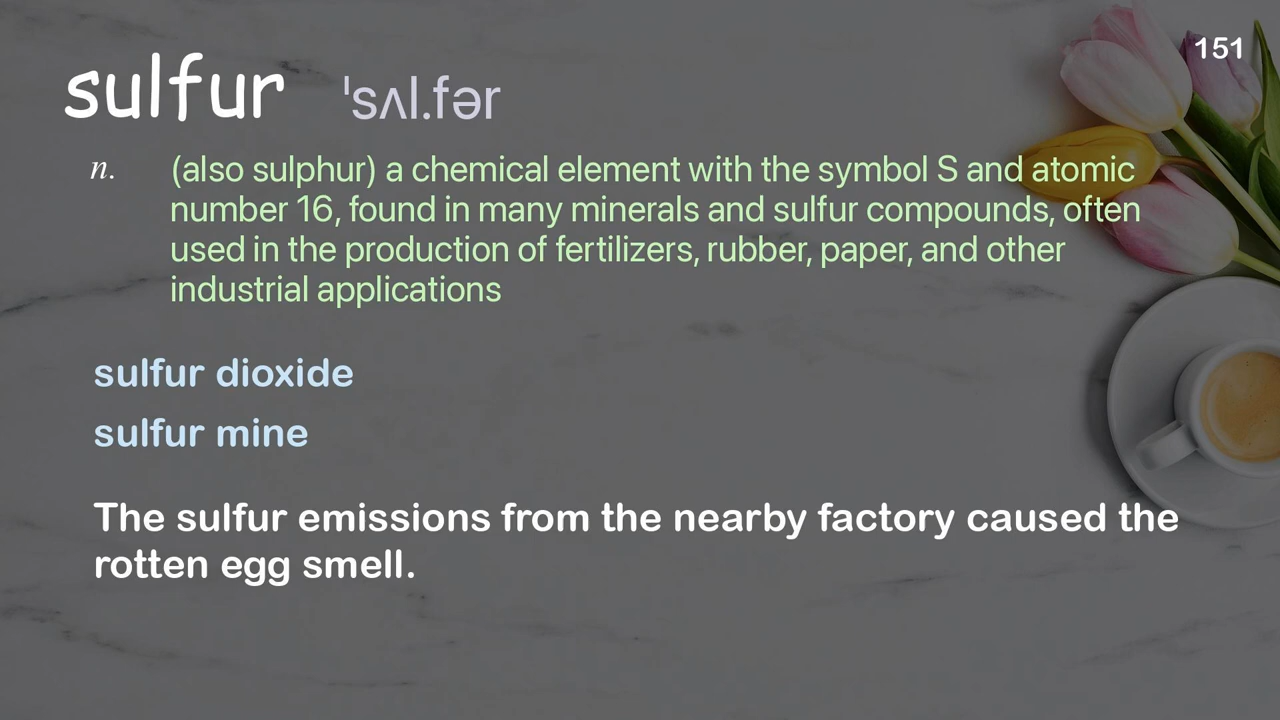 151
sulfur ˈsʌl.fər
n. (also sulphur) a chemical element with the symbol S and atomic
number 16, found in many minerals and sulfur compounds, often
used in the production of fertilizers, rubber, paper, and other
industrial applications
sulfur dioxide
sulfur mine
The sulfur emissions from the nearby factory caused the
rotten egg smell.